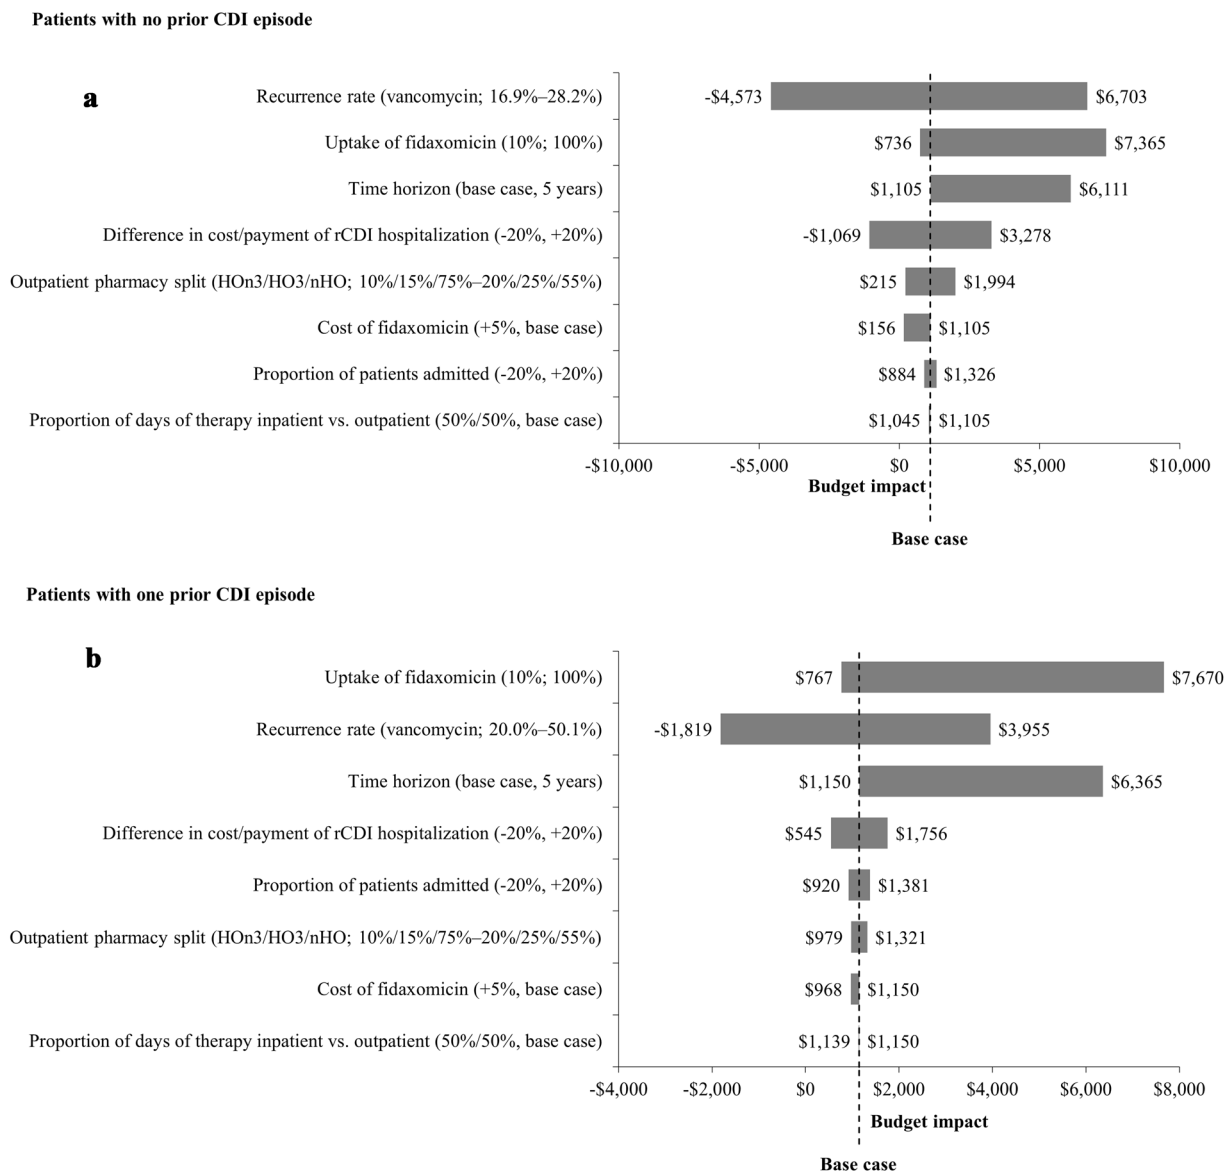 Patients with no prior CDI episode
a
Recurrence rate (vancomycin; 16.9%–28.2%) -$4,573 $6,703
Uptake of fidaxomicin (10%; 100%) $736 $7,365
Time horizon (base case, 5 years) $1,105 $6,111
Difference in cost/payment of rCDI hospitalization (-20%, +20%) -$1,069 $3,278
Outpatient pharmacy split (HOn3/HO3/nHO; 10%/15%/75%–20%/25%/55%) $215 $1,994
Cost of fidaxomicin (+5%, base case) $156 $1,105
Proportion of patients admitted (-20%, +20%) $884 $1,326
Proportion of days of therapy inpatient vs. outpatient (50%/50%, base case) $1,045 $1,105
-$10,000 -$5,000 $0 $5,000 $10,000
Budget impact
Base case
Patients with one prior CDI episode
b
Uptake of fidaxomicin (10%; 100%) $767 $7,670
Recurrence rate (vancomycin; 20.0%–50.1%) -$1,819 $3,955
Time horizon (base case, 5 years) $1,150 $6,365
Difference in cost/payment of rCDI hospitalization (-20%, +20%) $545 $1,756
Proportion of patients admitted (-20%, +20%) $920 $1,381
Outpatient pharmacy split (HOn3/HO3/nHO; 10%/15%/75%–20%/25%/55%) $979 $1,321
Cost of fidaxomicin (+5%, base case) $968 $1,150
Proportion of days of therapy inpatient vs. outpatient (50%/50%, base case) $1,139 $1,150
-$4,000 -$2,000 $0 $2,000 $4,000 $6,000 $8,000
Budget impact
Base case